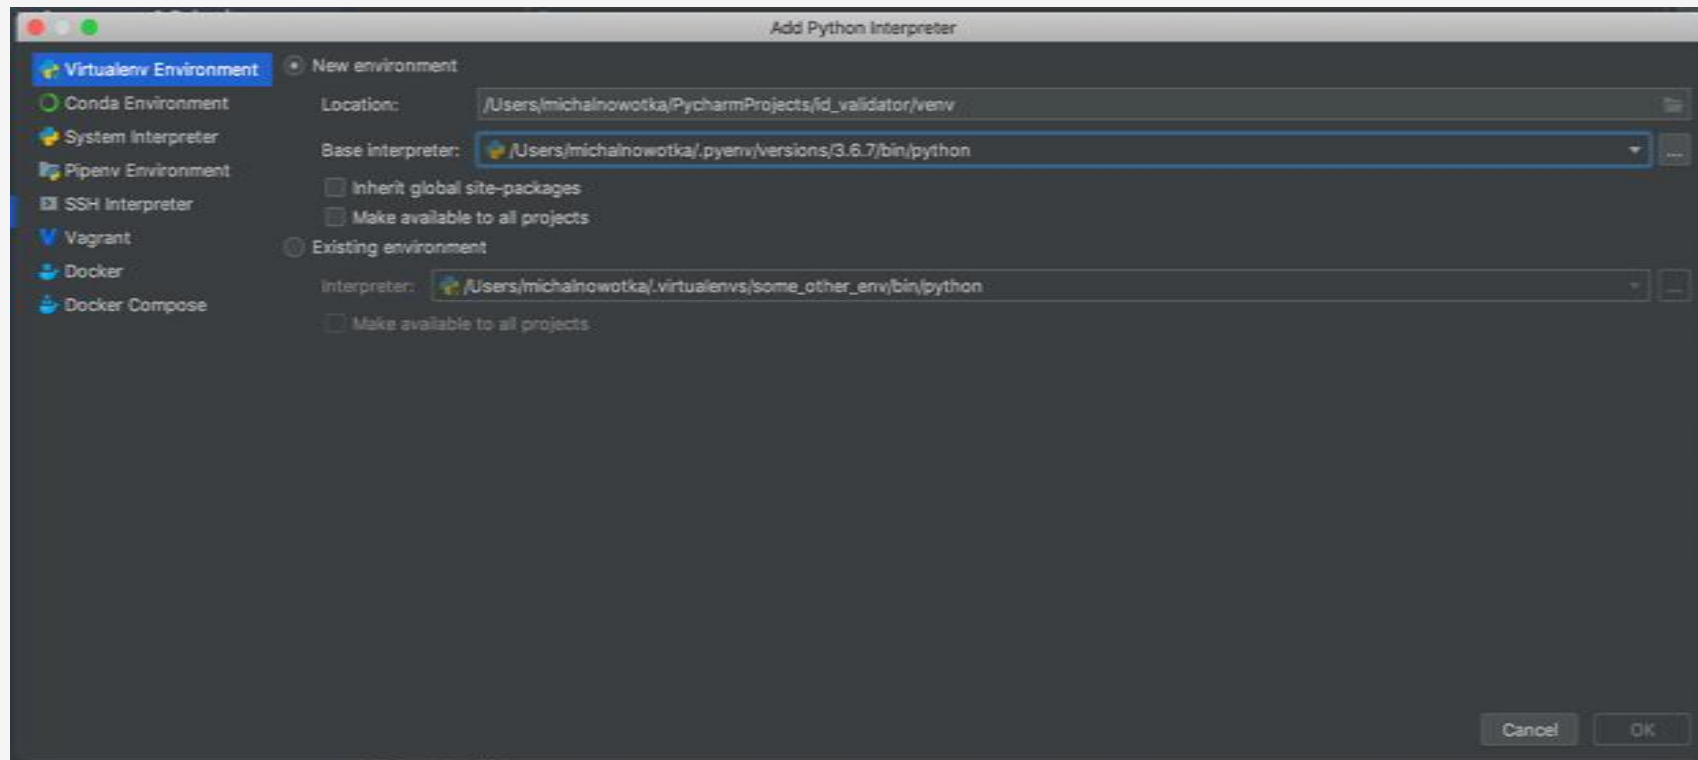 Add Python Interpreter
Virtualenv Environment
Conda Environment
System Interpreter
Pipenv Environment
SSH Interpreter
Vagrant
Docker
Docker Compose
New environment
Location: /Users/michalnowotka/PycharmProjects/id_validator/venv
Base interpreter: /Users/michalnowotka/.pyenv/versions/3.6.7/bin/python ...
Inherit global site-packages
Make available to all projects
Existing environment
Interpreter: /Users/michalnowotka/.virtualenvs/some_other_env/bin/python ...
Make available to all projects
Cancel OK